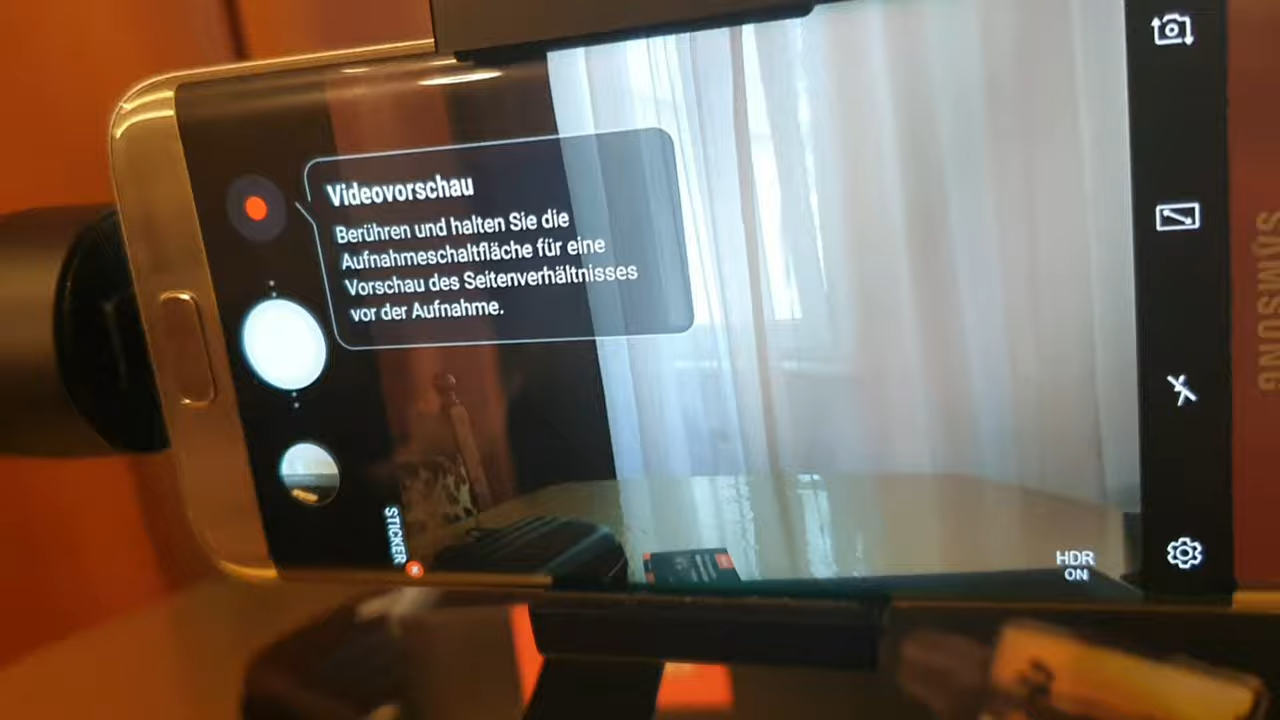 Videovorschau
Berühren und halten Sie die
Aufnahmeschaltfläche für eine
Vorschau des Seitenverhältnisses
vor der Aufnahme.
STICKER
HDR
ON
SAMSUNG